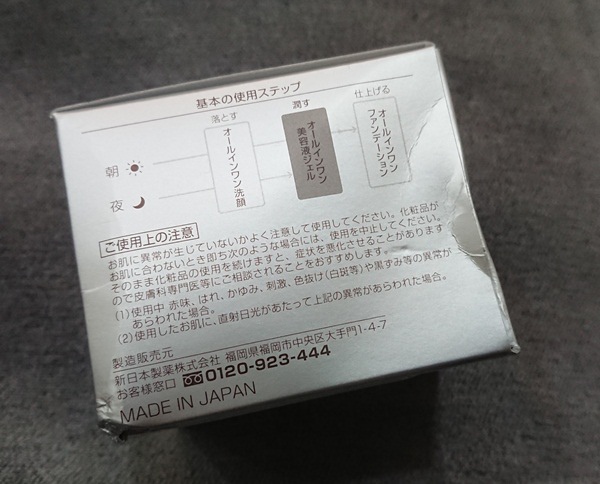 基本の使用ステップ
落とす
潤す
仕上げる
朝
夜
オールインワン洗顔
オールインワン
美容液ジェル
オールインワン
ファンデーション
ご使用上の注意
お肌に異常が生じていないかよく注意して使用してください。化粧品が
お肌に合わないとき即ち次のような場合には、使用を中止してください。
そのまま化粧品の使用を続けますと、症状を悪化させることがあります
ので皮膚科専門医等にご相談されることをおすすめします。
(1)使用中 赤味、はれ、かゆみ、刺激、色抜け(白斑等)や黒ずみ等の異常が
あらわれた場合。
(2)使用したお肌に、直射日光があたって上記の異常があらわれた場合。
製造販売元
新日本製薬株式会社 福岡県福岡市中央区大手門1-4-7
お客様窓口 0120-923-444
MADE IN JAPAN